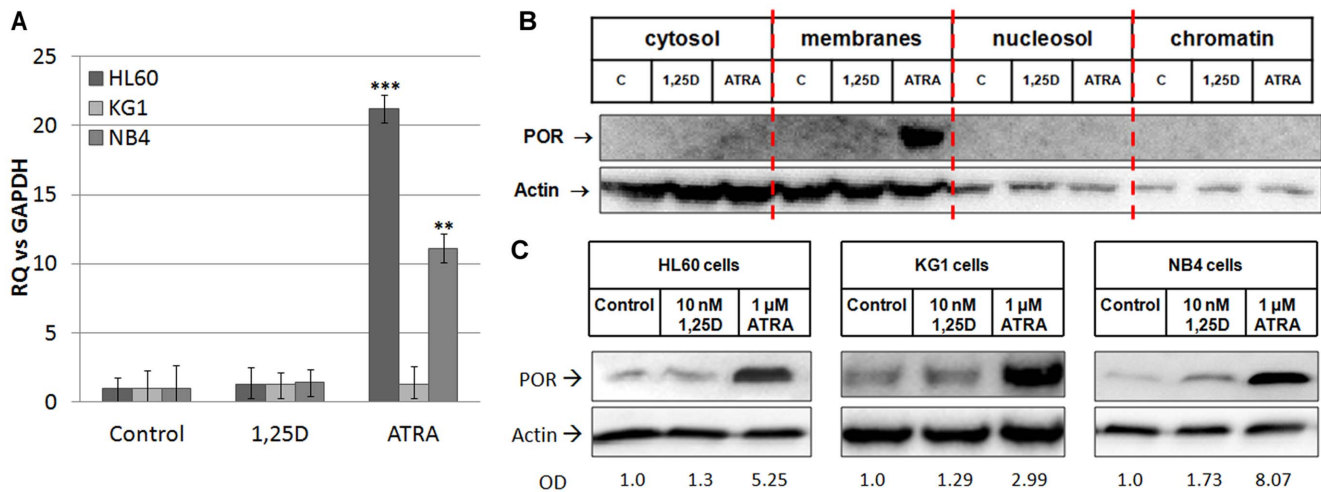 A
25
20
15
10
5
0
RQ vs GAPDH
HL60
KG1
NB4
***
**
Control 1,25D ATRA
B
cytosol membranes nucleosol chromatin
C 1,25D ATRA C 1,25D ATRA C 1,25D ATRA C 1,25D ATRA
POR →
Actin →
C
HL60 cells
Control 10 nM 1 µM
1,25D ATRA
KG1 cells
Control 10 nM 1 µM
1,25D ATRA
NB4 cells
Control 10 nM 1 µM
1,25D ATRA
POR →
Actin →
OD 1.0 1.3 5.25 1.0 1.29 2.99 1.0 1.73 8.07